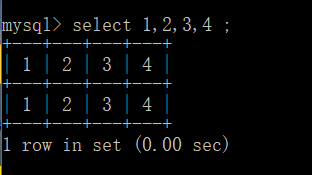 mysql> select 1,2,3,4 ;
+---+---+---+---+
| 1 | 2 | 3 | 4 |
+---+---+---+---+
| 1 | 2 | 3 | 4 |
+---+---+---+---+
1 row in set (0.00 sec)